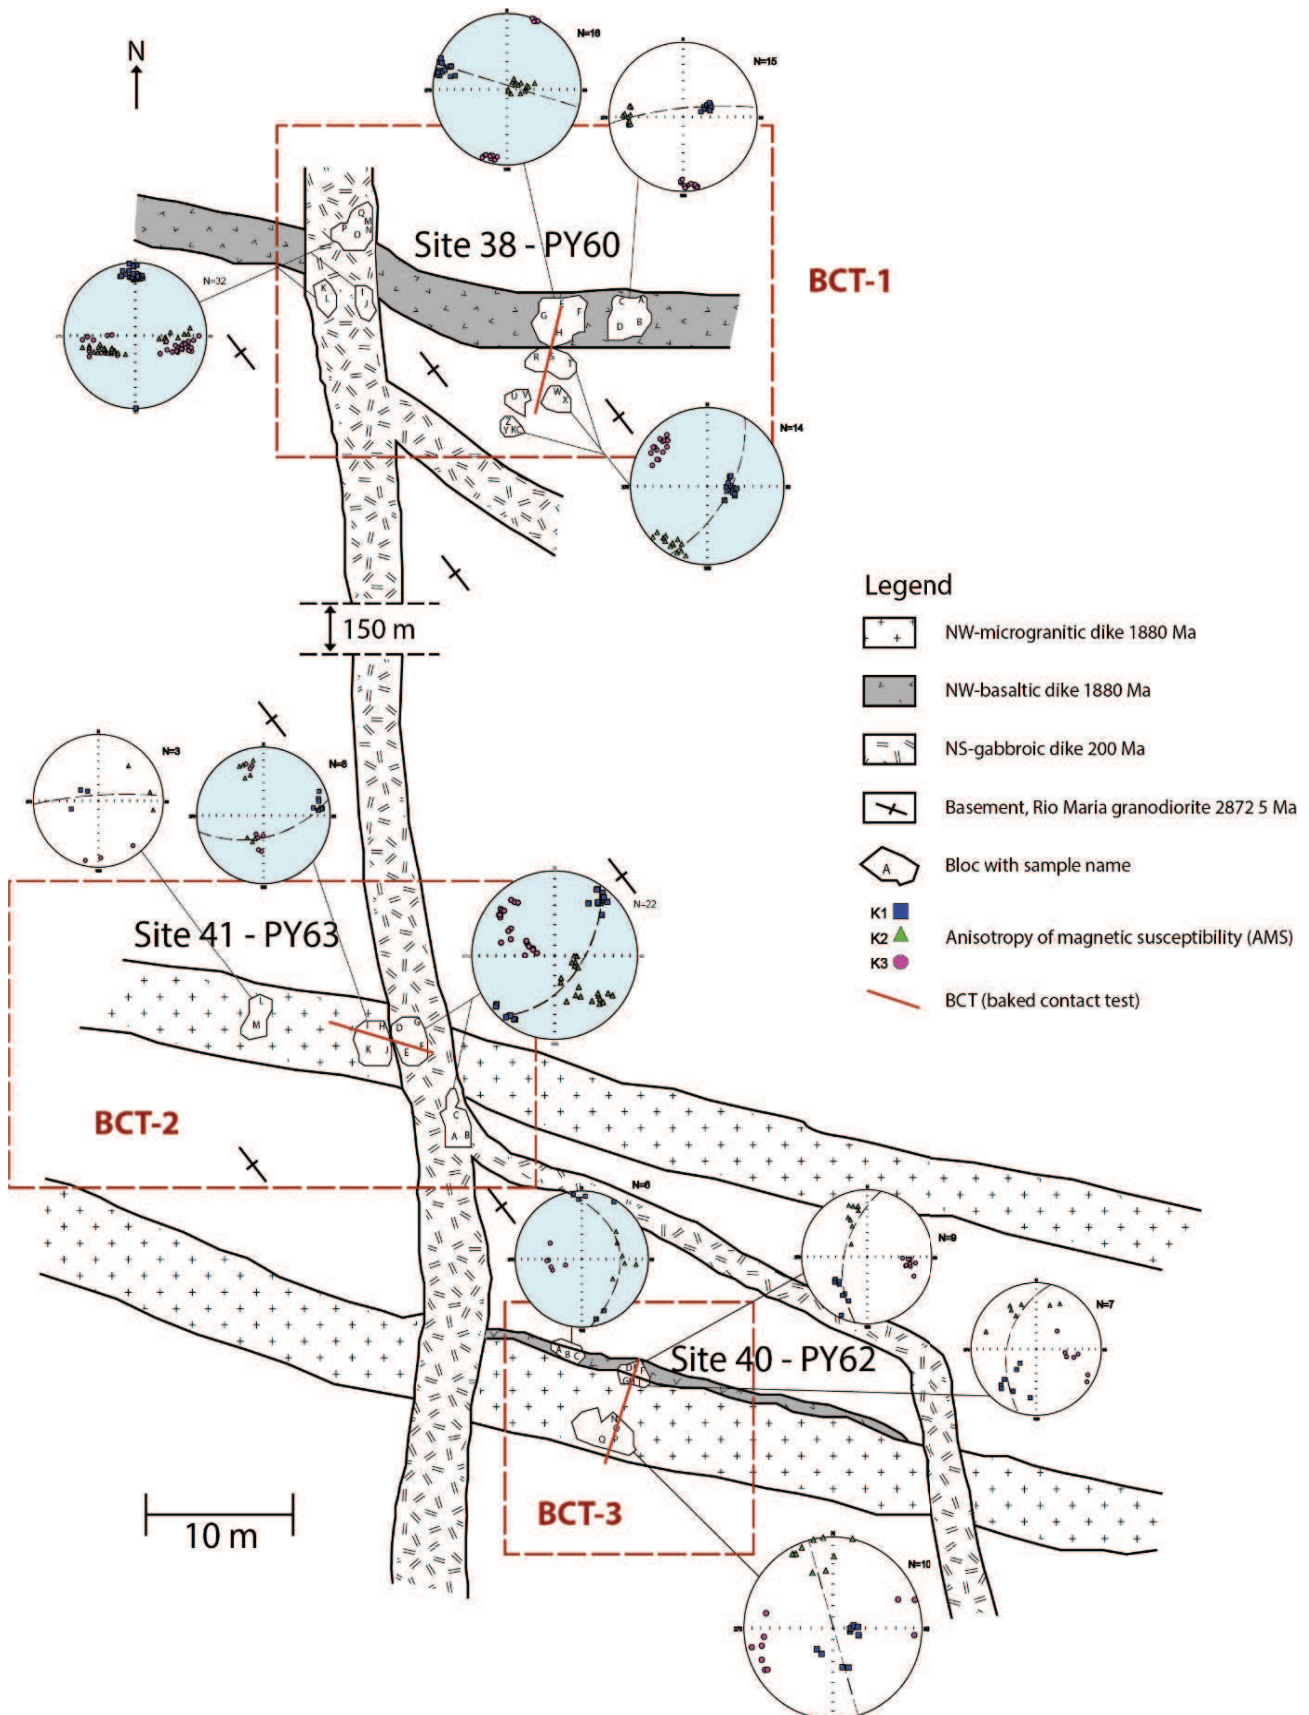 N
N=16
N=15
Site 38 - PY60
BCT-1
N=32
Q
M
P
O
N
K
L
I
J
E
G
F
H
C
A
D
B
R
S
T
U
V
W
X
Z
Y
KC
N=14
150 m
Legend
NW-microgranitic dike 1880 Ma
NW-basaltic dike 1880 Ma
NS-gabbroic dike 200 Ma
Basement, Rio Maria granodiorite 2872 5 Ma
A
Bloc with sample name
K1
K2
Anisotropy of magnetic susceptibility (AMS)
K3
BCT (baked contact test)
N=3
N=8
N=22
Site 41 - PY63
L
M
I
H
K
J
D
G
E
F
BCT-2
C
A
B
N=6
N=9
N=7
Site 40 - PY62
A
B
C
D
F
G
N
Q
P
BCT-3
10 m
N=10